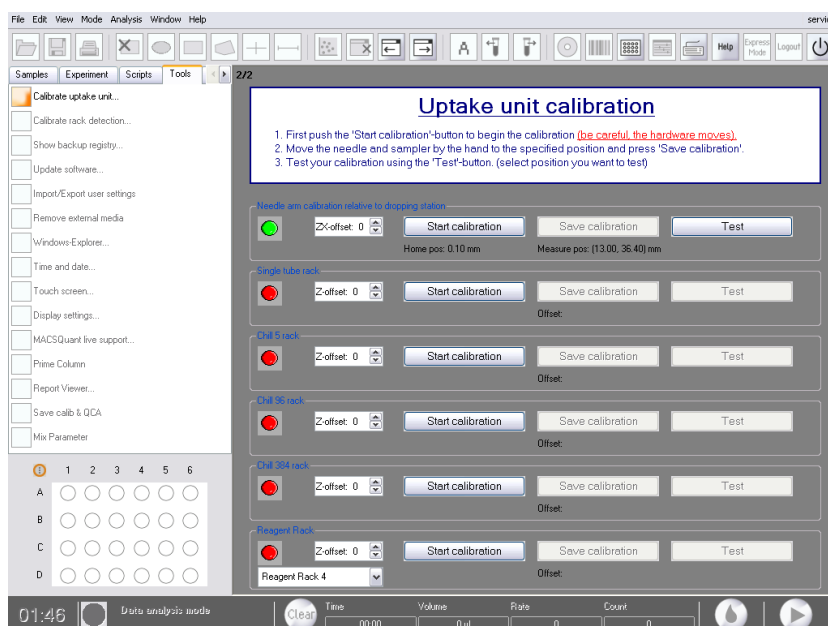 File Edit View Mode Analysis Window Help
servi
Help Express Mode Logout
Samples Experiment Scripts Tools 2/2
Calibrate uptake unit...
Calibrate rack detection...
Show backup registry...
Update software...
Import/Export user settings
Remove external media
Windows-Explorer...
Time and date...
Touch screen...
Display settings...
MACSQuant live support...
Prime Column
Report Viewer...
Save calib & QCA
Mix Parameter
1 2 3 4 5 6
A
B
C
D
Uptake unit calibration
1. First push the 'Start calibration'-button to begin the calibration (be careful, the hardware moves).
2. Move the needle and sampler by the hand to the specified position and press 'Save calibration'.
3. Test your calibration using the 'Test'-button. (select position you want to test)
Needle arm calibration relative to dropping station
ZX-offset: 0 Start calibration Save calibration Test
Home pos: 0.10 mm Measure pos: (13.00, 36.40) mm
Single tube rack
Z-offset: 0 Start calibration Save calibration Test
Offset:
Chill 5 rack
Z-offset: 0 Start calibration Save calibration Test
Offset:
Chill 96 rack
Z-offset: 0 Start calibration Save calibration Test
Offset:
Chill 384 rack
Z-offset: 0 Start calibration Save calibration Test
Offset:
Reagent Rack
Z-offset: 0 Start calibration Save calibration Test
Reagent Rack 4 Offset:
01:46 Data analysis mode Clear
Time Volume Rate Count
00:00 0 µl 0 0